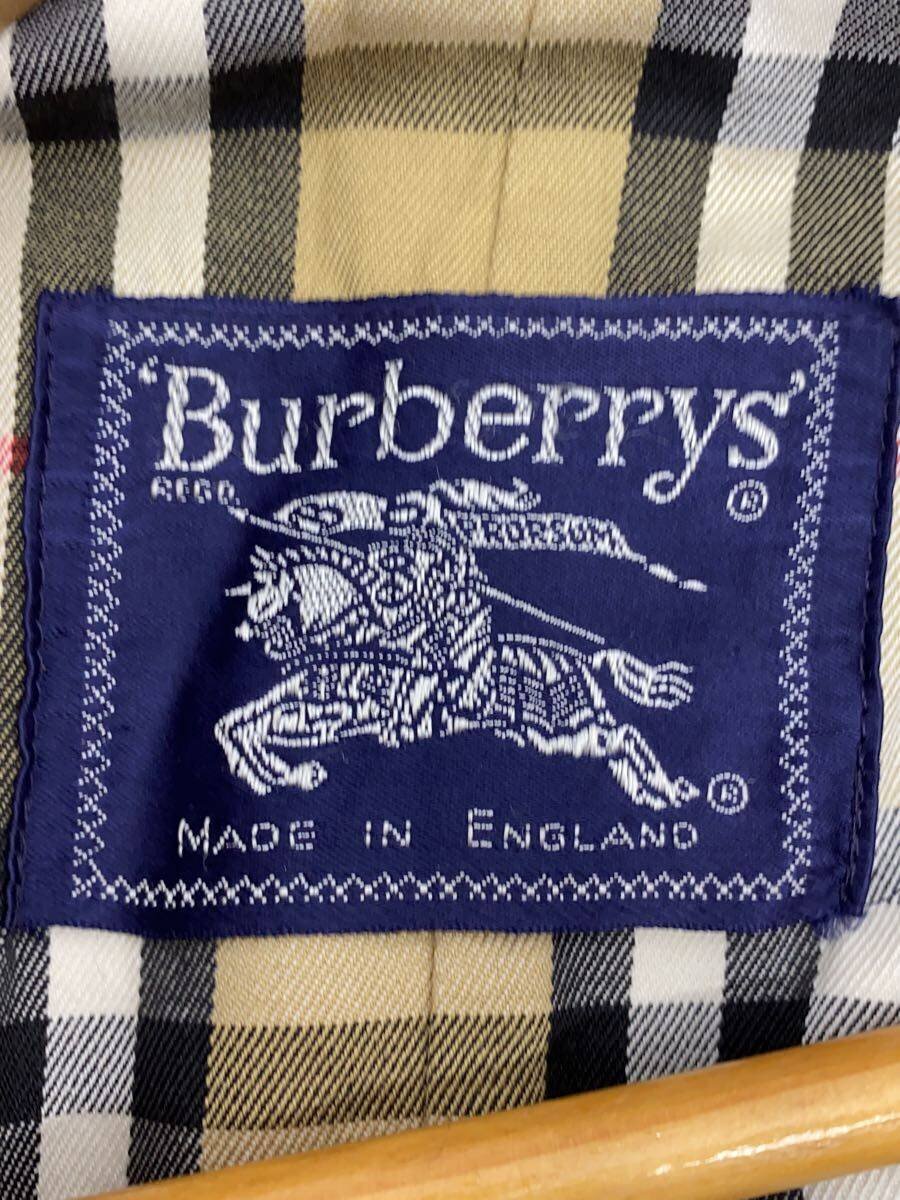 'Burberrys'
REGD.
®
PRORSUM
®
MADE IN ENGLAND